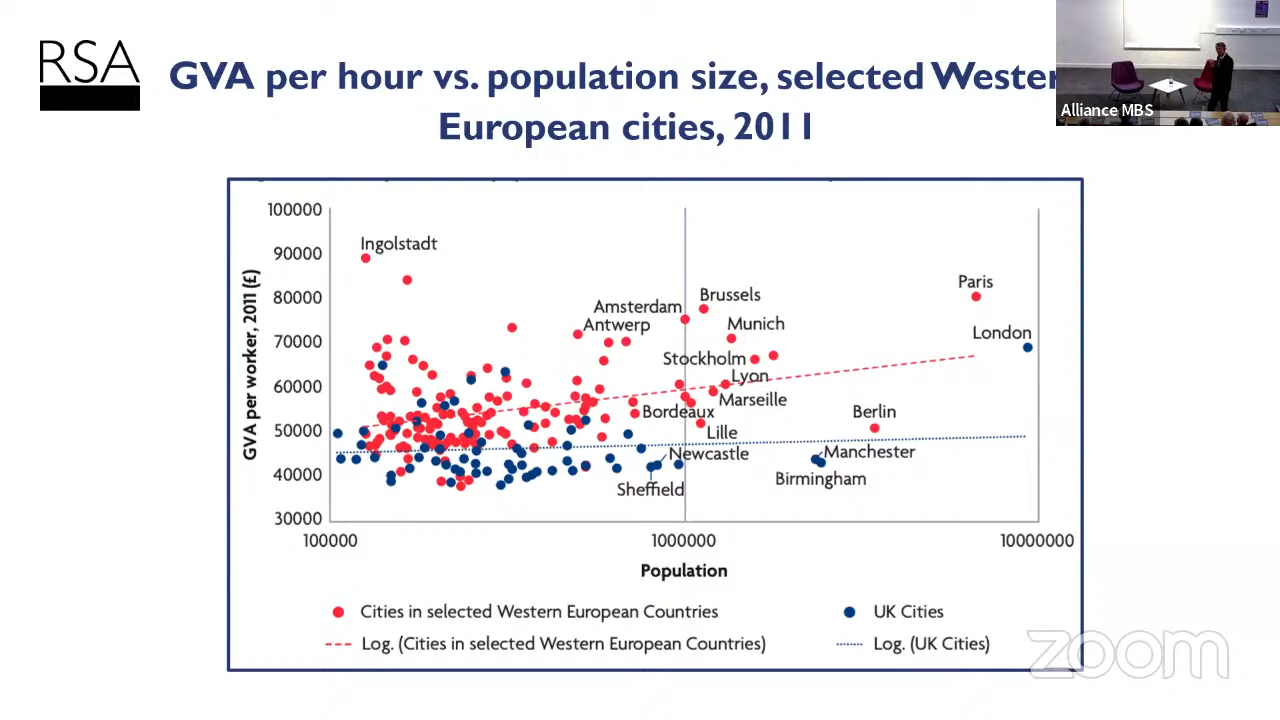 RSA
GVA per hour vs. population size, selected Wester
European cities, 2011
Alliance MBS
100000
90000
80000
70000
60000
50000
40000
30000
GVA per worker, 2011 (£)
Ingolstadt
Amsterdam
Brussels
Antwerp
Munich
Paris
London
Stockholm
Lyon
Marseille
Bordeaux
Lille
Berlin
Newcastle
Manchester
Sheffield
Birmingham
100000
1000000
10000000
Population
Cities in selected Western European Countries
UK Cities
Log. (Cities in selected Western European Countries)
Log. (UK Cities)
zoom